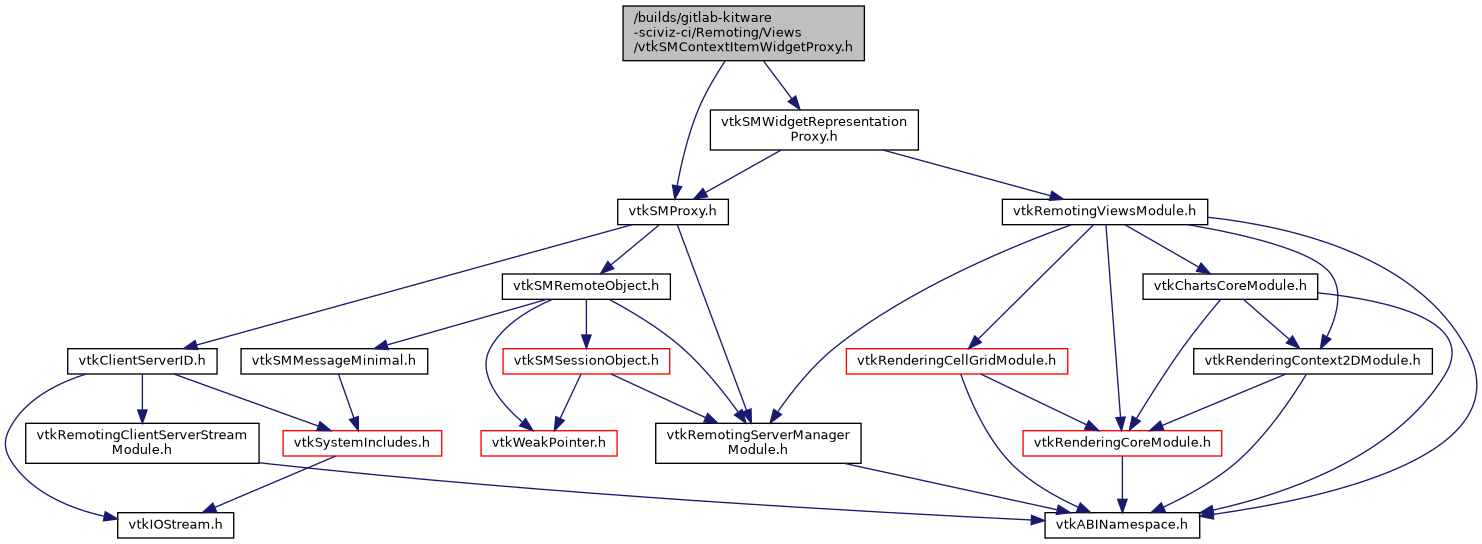 /builds/gitlab-kitware
-sciviz-ci/Remoting/Views
/vtkSMContextItemWidgetProxy.h
vtkSMWidgetRepresentation
Proxy.h
vtkSMProxy.h
vtkRemotingViewsModule.h
vtkSMRemoteObject.h
vtkChartsCoreModule.h
vtkClientServerID.h
vtkSMMessageMinimal.h
vtkSMSessionObject.h
vtkRenderingCellGridModule.h
vtkRenderingContext2DModule.h
vtkRemotingClientServerStream
Module.h
vtkSystemIncludes.h
vtkWeakPointer.h
vtkRemotingServerManager
Module.h
vtkRenderingCoreModule.h
vtkIOStream.h
vtkABINamespace.h